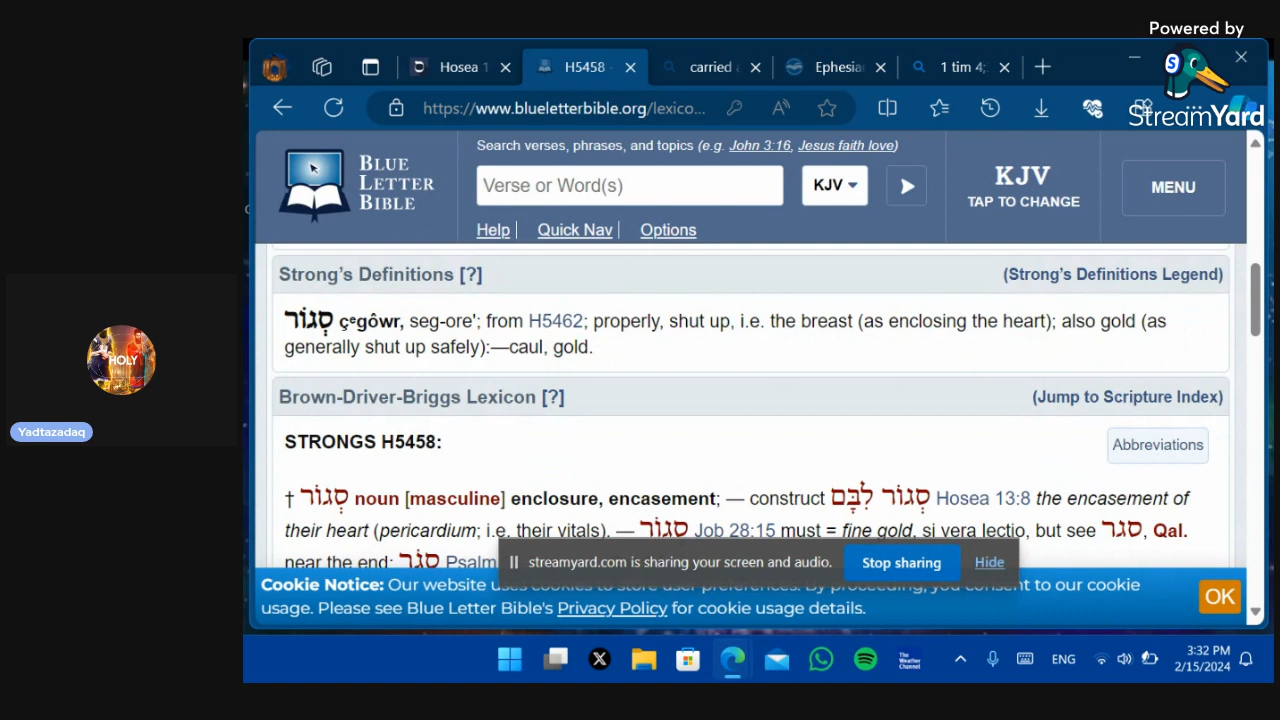 Powered by
StreamYard
Hosea 1
H5458 -
carried a
Ephesian
1 tim 4;
https://www.blueletterbible.org/lexico...
BLUE
LETTER
BIBLE
Search verses, phrases, and topics (e.g. John 3:16, Jesus faith love)
Verse or Word(s)
KJV
KJV
TAP TO CHANGE
MENU
Help | Quick Nav | Options
Strong's Definitions [?]
(Strong's Definitions Legend)
סְגוֹר çᵉgôwr, seg-ore'; from H5462; properly, shut up, i.e. the breast (as enclosing the heart); also gold (as
generally shut up safely):—caul, gold.
Brown-Driver-Briggs Lexicon [?]
(Jump to Scripture Index)
STRONGS H5458:
Abbreviations
† סְגוֹר noun [masculine] enclosure, encasement; — construct סְגוֹר לִבָּם Hosea 13:8 the encasement of
their heart (pericardium; i.e. their vitals). — סגוֹר Job 28:15 must = fine gold, si vera lectio, but see סגר, Qal.
near the end; סְגֹר Psalm
streamyard.com is sharing your screen and audio.
Stop sharing
Hide
Cookie Notice: Our website uses cookies to store user preferences. By proceeding, you consent to our cookie
usage. Please see Blue Letter Bible's Privacy Policy for cookie usage details.
OK
HOLY
Yadtazadaq
The
Weather
Channel
ENG
3:32 PM
2/15/2024